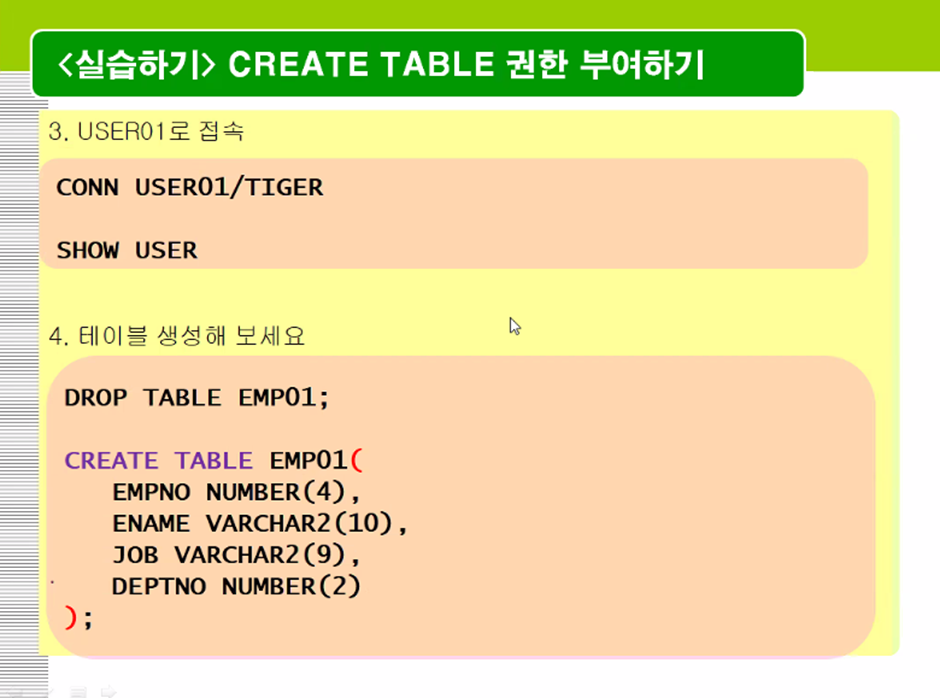 <실습하기> CREATE TABLE 권한 부여하기
3. USER01로 접속
CONN USER01/TIGER
SHOW USER
4. 테이블 생성해 보세요
DROP TABLE EMP01;
CREATE TABLE EMP01(
EMPNO NUMBER(4),
ENAME VARCHAR2(10),
JOB VARCHAR2(9),
DEPTNO NUMBER(2)
);